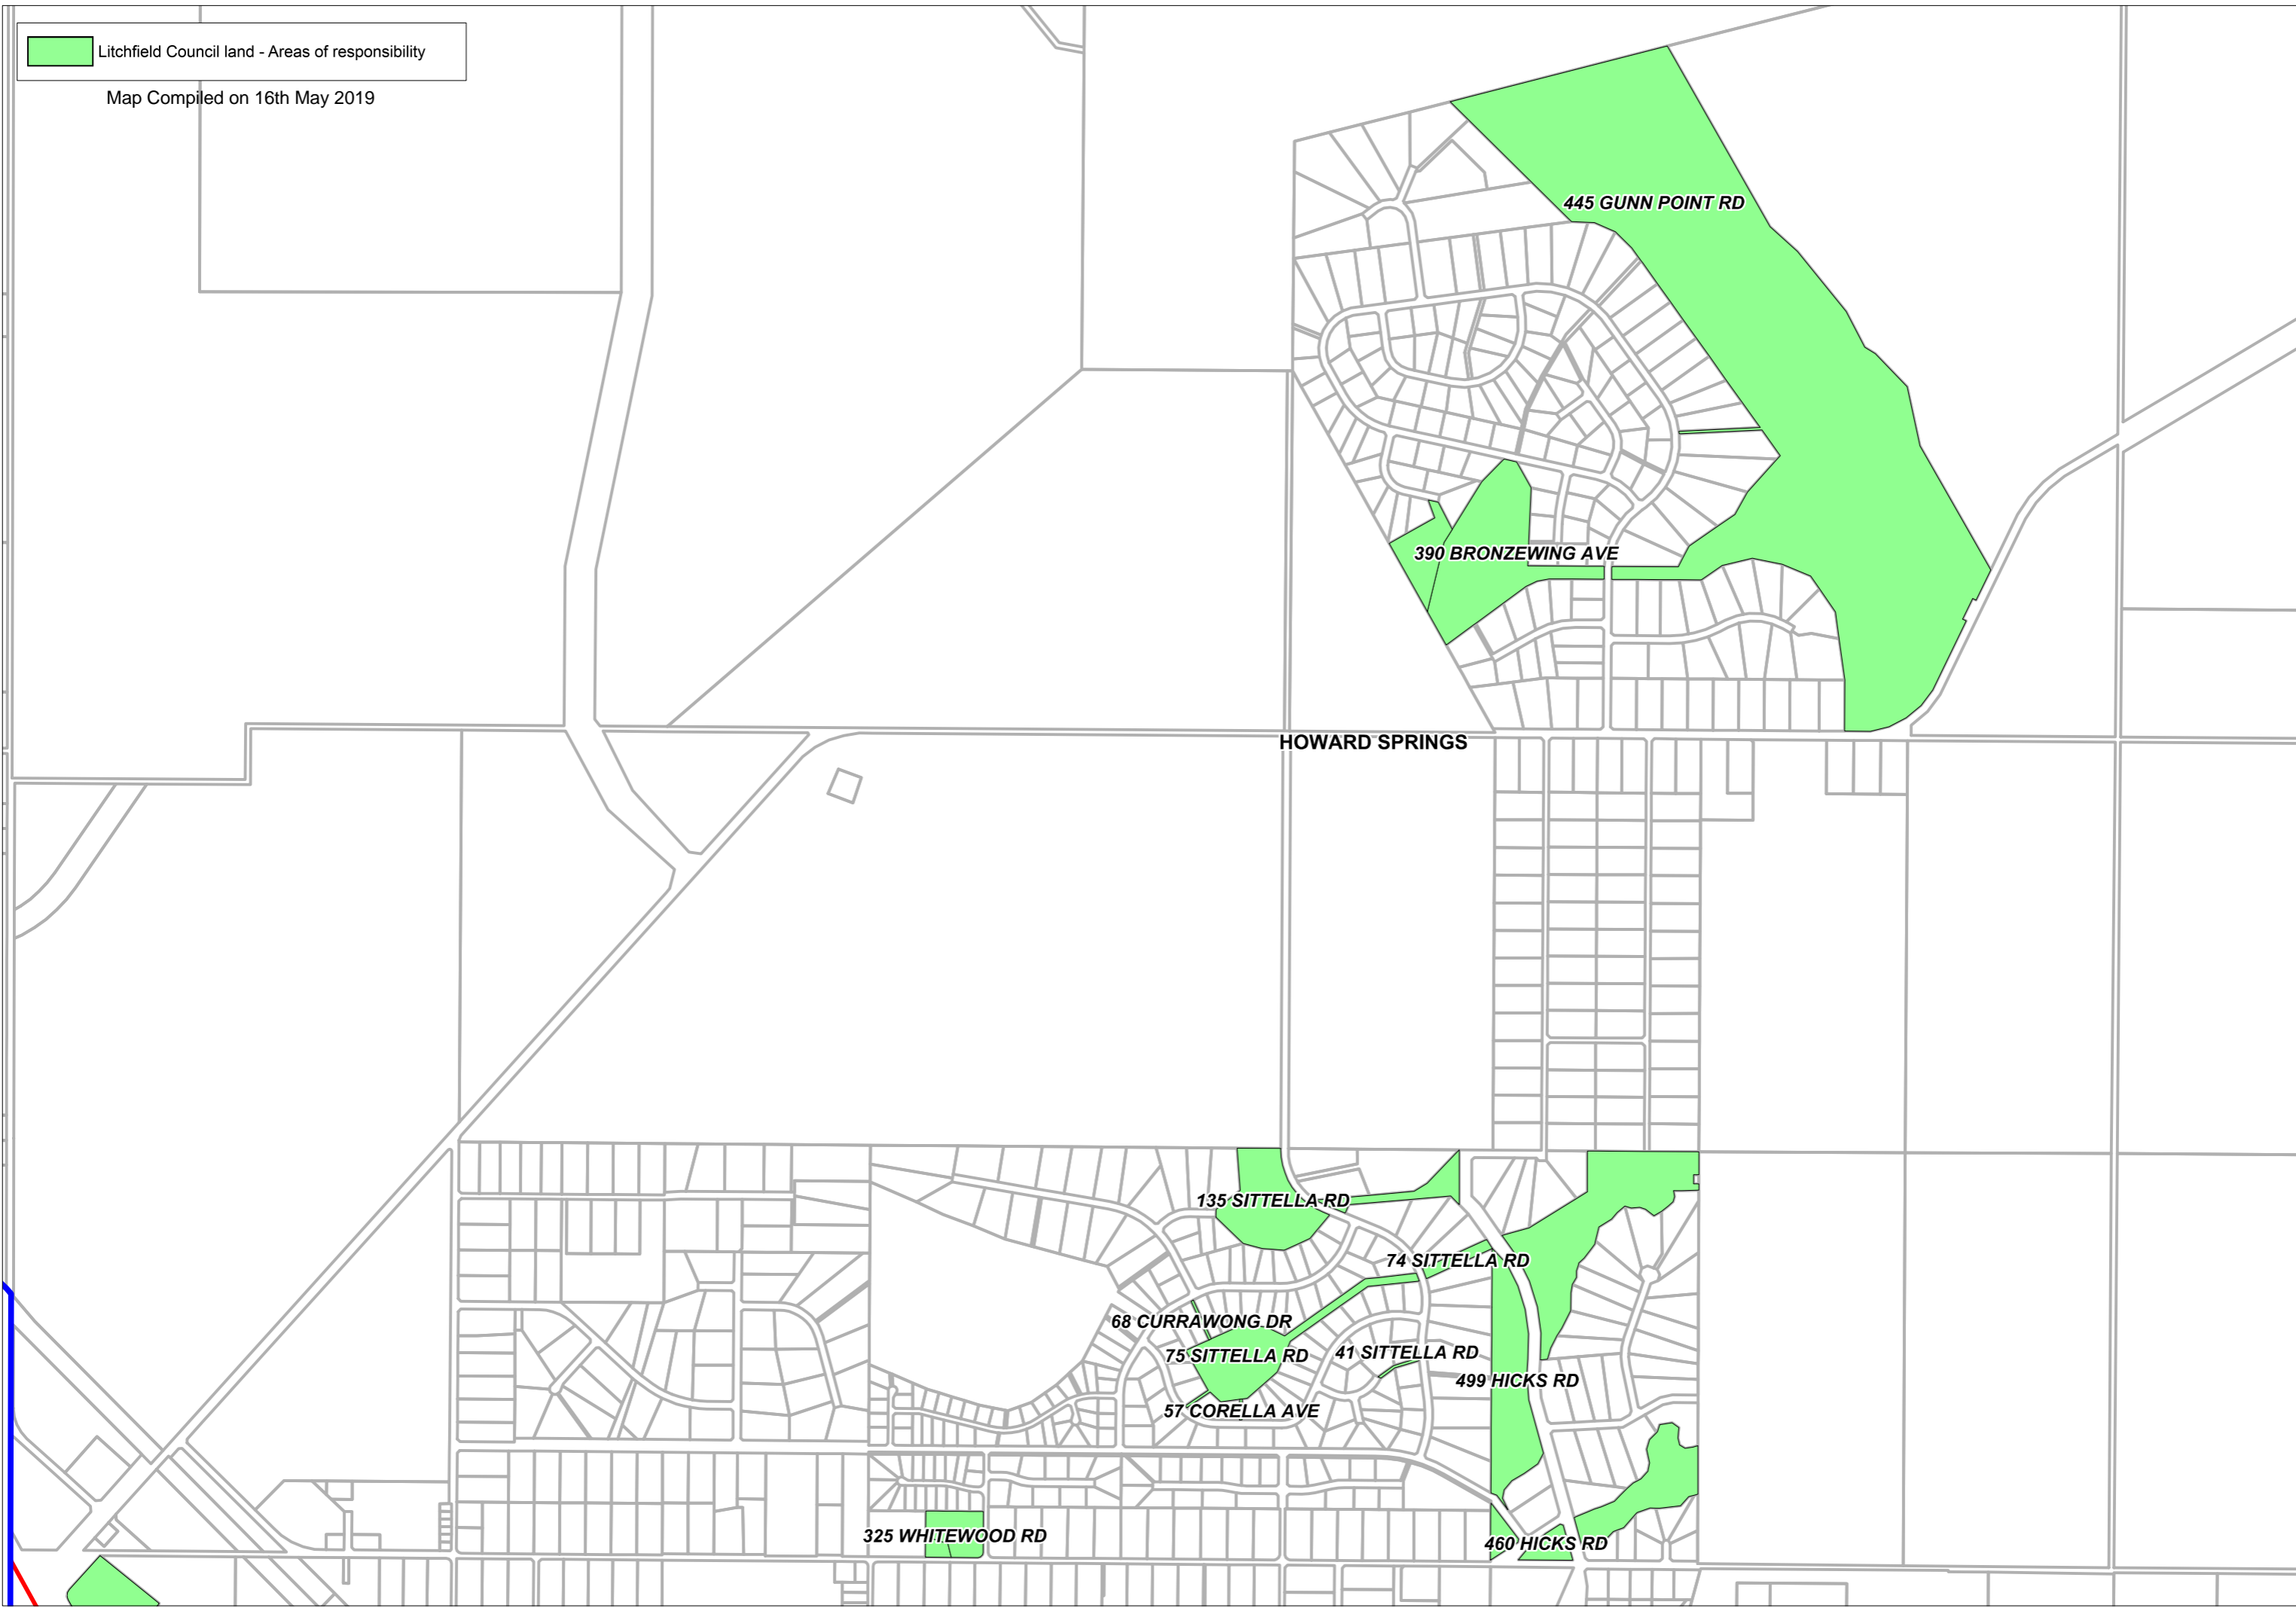 Litchfield Council land - Areas of responsibility
Map Compiled on 16th May 2019
445 GUNN POINT RD
390 BRONZEWING AVE
HOWARD SPRINGS
135 SITTELLA RD
74 SITTELLA RD
68 CURRAWONG DR
75 SITTELLA RD
41 SITTELLA RD
499 HICKS RD
57 CORELLA AVE
325 WHITEWOOD RD
460 HICKS RD